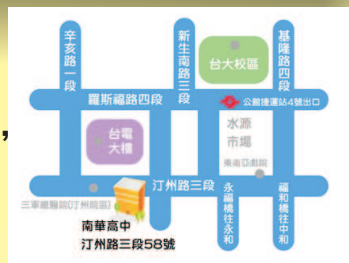 辛亥路一段
新生南路三段
基隆路四段
台大校區
羅斯福路四段
公館捷運站4號出口
台電
大樓
水源
市場
東南亞戲院
汀州路三段
三軍總醫院(汀州院區)
永福橋往永和
福和橋往中和
南華高中
汀州路三段58號
,